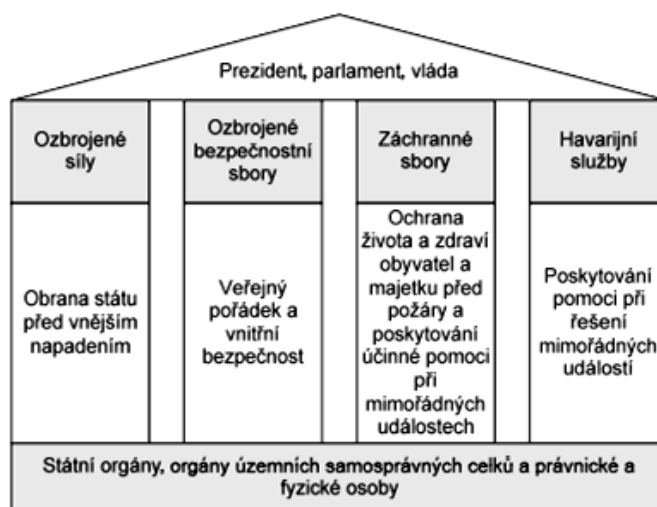 Prezident, parlament, vláda
Ozbrojené
síly
Ozbrojené
bezpečnostní
sbory
Záchranné
sbory
Havarijní
služby
Obrana státu
před vnějším
napadením
Veřejný
pořádek a
vnitřní
bezpečnost
Ochrana
života a zdraví
obyvatel a
majetku před
požáry a
poskytování
účinné pomoci
při
mimořádných
událostech
Poskytování
pomoci při
řešení
mimořádných
událostí
Státní orgány, orgány územních samosprávných celků a právnické a
fyzické osoby